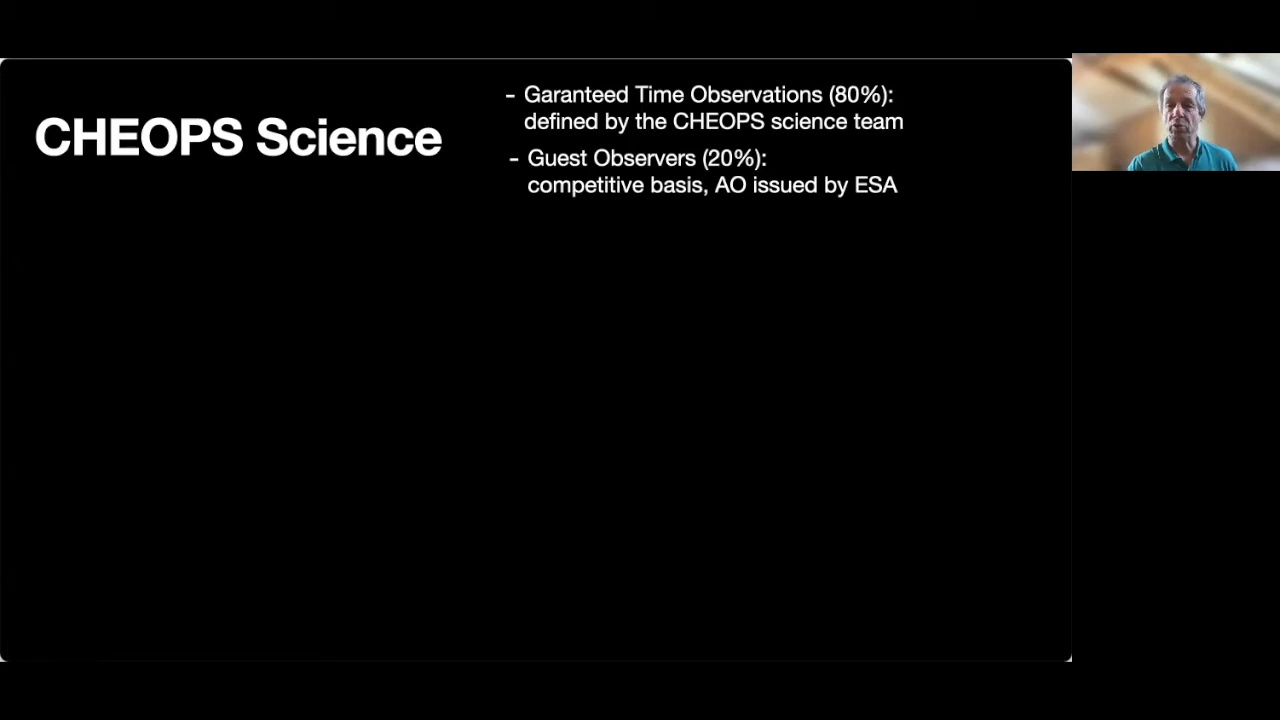 CHEOPS Science
- Garanteed Time Observations (80%):
defined by the CHEOPS science team
- Guest Observers (20%):
competitive basis, AO issued by ESA